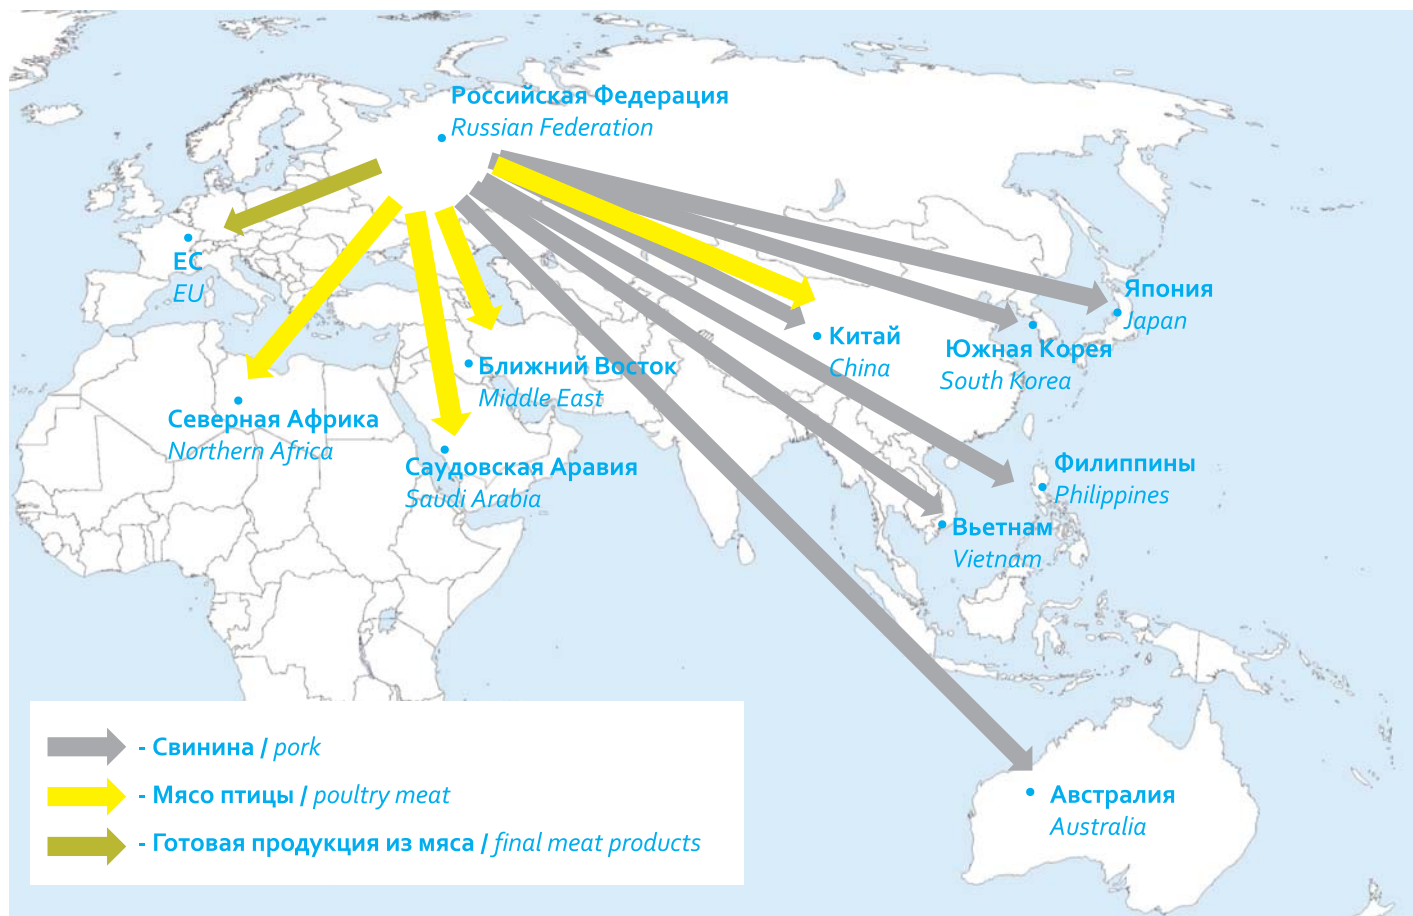 Российская Федерация
Russian Federation
ЕС
EU
Япония
Japan
Китай
China
Южная Корея
South Korea
Ближний Восток
Middle East
Северная Африка
Northern Africa
Саудовская Аравия
Saudi Arabia
Филиппины
Philippines
Вьетнам
Vietnam
Австралия
Australia
- Свинина / pork
- Мясо птицы / poultry meat
- Готовая продукция из мяса / final meat products